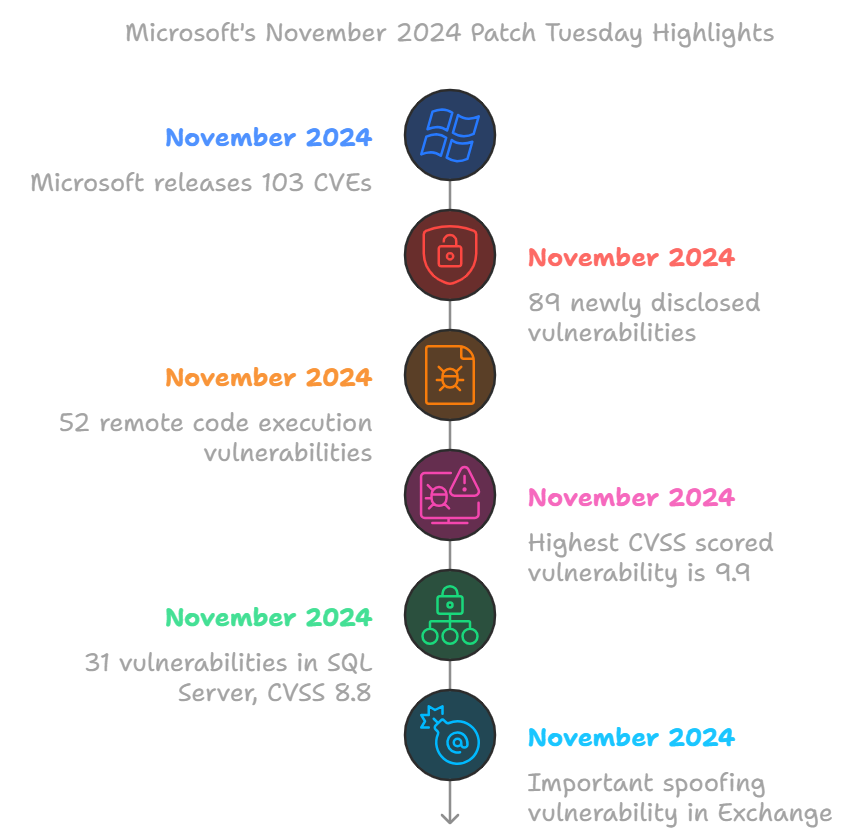 Microsoft's November 2024 Patch Tuesday Highlights
November 2024
Microsoft releases 103 CVEs
November 2024
89 newly disclosed
vulnerabilities
November 2024
52 remote code execution
vulnerabilities
November 2024
Highest CVSS scored
vulnerability is 9.9
November 2024
31 vulnerabilities in SQL
Server, CVSS 8.8
November 2024
Important spoofing
vulnerability in Exchange